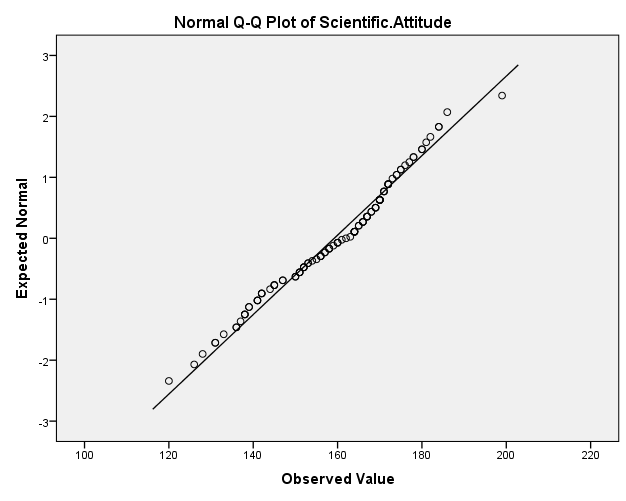 Normal Q-Q Plot of Scientific.Attitude
3
2
1
0
-1
-2
-3
Expected Normal
100 120 140 160 180 200 220
Observed Value